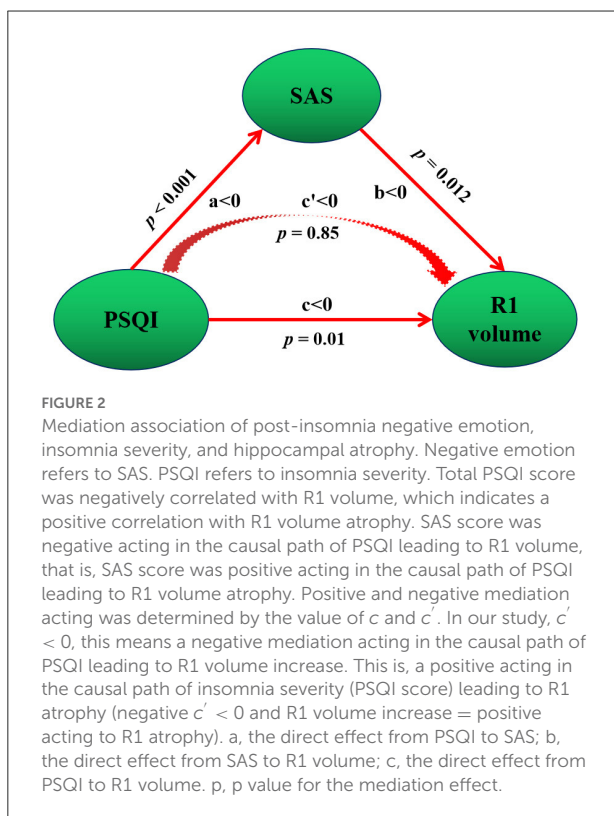 SAS
p < 0.001
a<0
c'<0
b<0
p = 0.012
p = 0.85
PSQI
c<0
p = 0.01
R1
volume
FIGURE 2
Mediation association of post-insomnia negative emotion,
insomnia severity, and hippocampal atrophy. Negative emotion
refers to SAS. PSQI refers to insomnia severity. Total PSQI score
was negatively correlated with R1 volume, which indicates a
positive correlation with R1 volume atrophy. SAS score was
negative acting in the causal path of PSQI leading to R1 volume,
that is, SAS score was positive acting in the causal path of PSQI
leading to R1 volume atrophy. Positive and negative mediation
acting was determined by the value of c and c′. In our study, c′
< 0, this means a negative mediation acting in the causal path of
PSQI leading to R1 volume increase. This is, a positive acting in
the causal path of insomnia severity (PSQI score) leading to R1
atrophy (negative c′ < 0 and R1 volume increase = positive
acting to R1 atrophy). a, the direct effect from PSQI to SAS; b,
the direct effect from SAS to R1 volume; c, the direct effect from
PSQI to R1 volume. p, p value for the mediation effect.